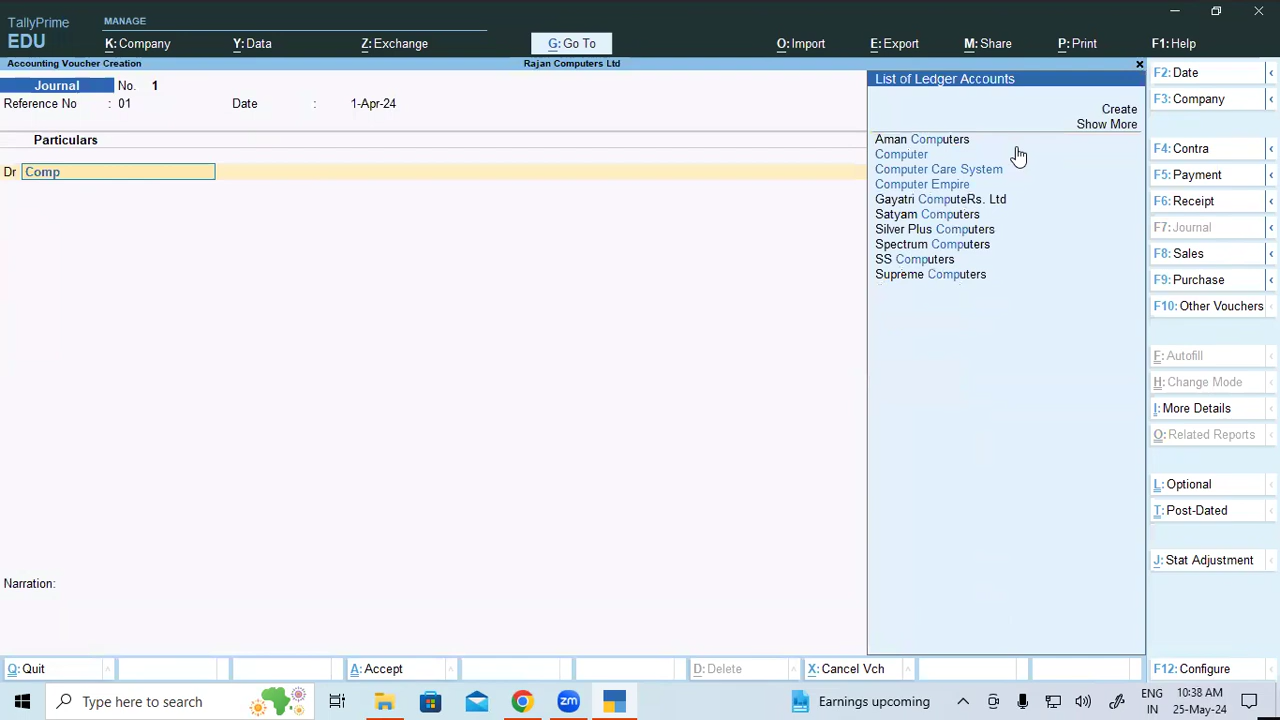 TallyPrime
MANAGE
EDU
K: Company
Y: Data
Z: Exchange
G: Go To
O: Import
E: Export
M: Share
P: Print
F1: Help
Accounting Voucher Creation
Rajan Computers Ltd
×
Journal
No. 1
Reference No : 01
Date : 1-Apr-24
Particulars
Dr Comp
Narration:
List of Ledger Accounts
Create
Show More
Aman Computers
Computer
Computer Care System
Computer Empire
Gayatri ComputeRs. Ltd
Satyam Computers
Silver Plus Computers
Spectrum Computers
SS Computers
Supreme Computers
F2: Date
F3: Company
F4: Contra
F5: Payment
F6: Receipt
F7: Journal
F8: Sales
F9: Purchase
F10: Other Vouchers
F: Autofill
H: Change Mode
I: More Details
O: Related Reports
L: Optional
T: Post-Dated
J: Stat Adjustment
F12: Configure
Q: Quit
A: Accept
D: Delete
X: Cancel Vch
Type here to search
zm
Earnings upcoming
ENG
IN
10:38 AM
25-May-24